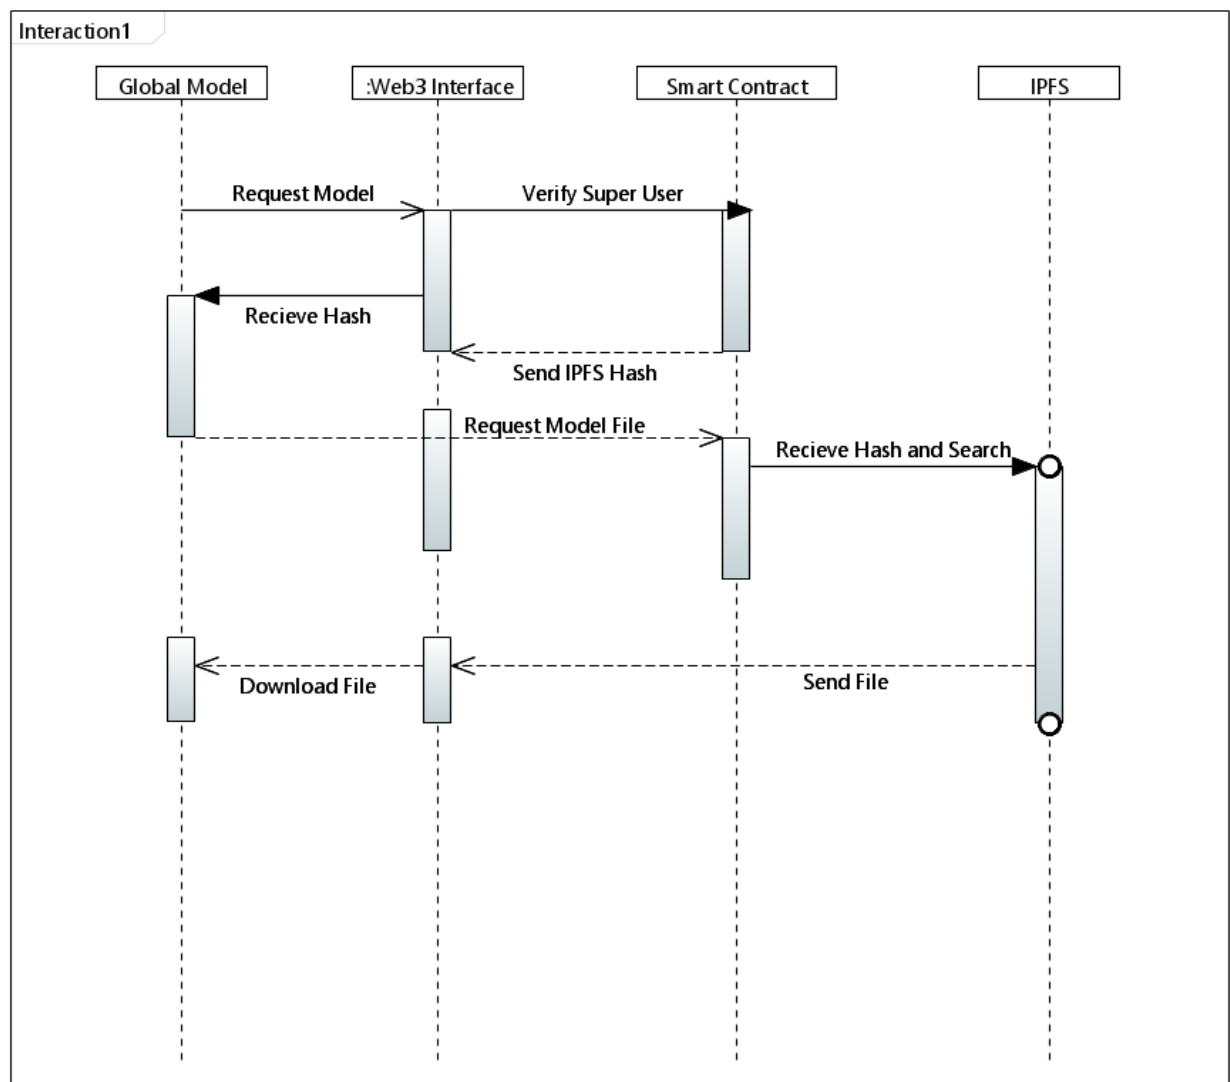 Interaction1
Global Model
:Web3 Interface
Smart Contract
IPFS
Request Model
Verify Super User
Recieve Hash
Send IPFS Hash
Request Model File
Recieve Hash and Search
Download File
Send File